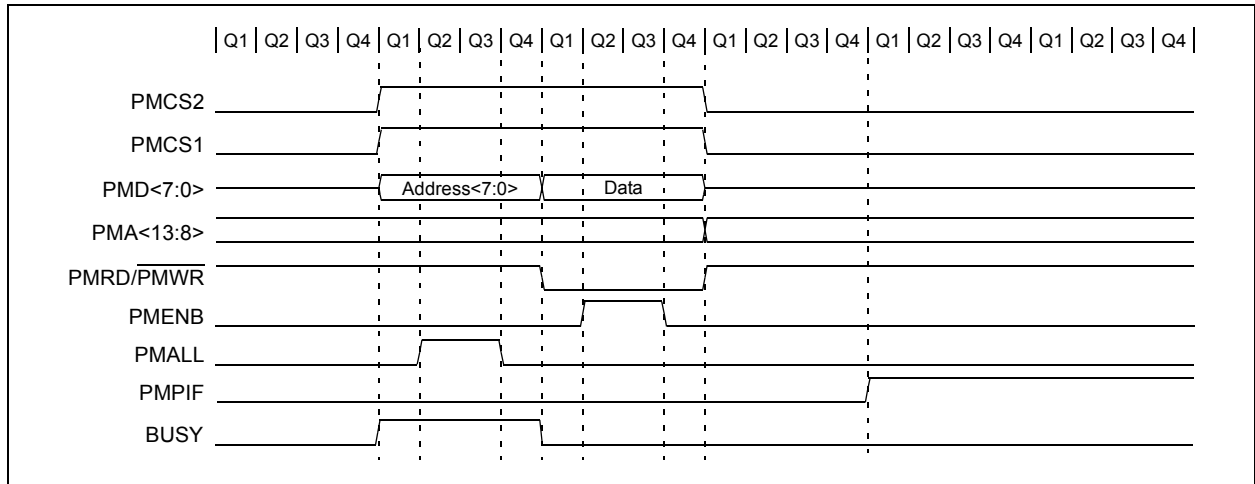 Q1 Q2 Q3 Q4 Q1 Q2 Q3 Q4 Q1 Q2 Q3 Q4 Q1 Q2 Q3 Q4 Q1 Q2 Q3 Q4 Q1 Q2 Q3 Q4
PMCS2
PMCS1
PMD<7:0> Address<7:0> Data
PMA<13:8>
PMRD/PMWR
PMENB
PMALL
PMPIF
BUSY